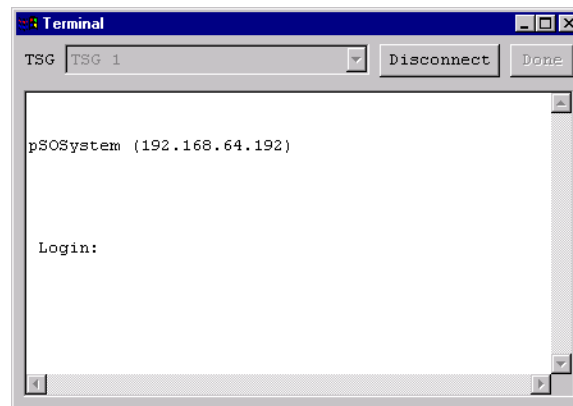 Terminal
TSG TSG 1 Disconnect Done
pSOSystem (192.168.64.192)
Login: